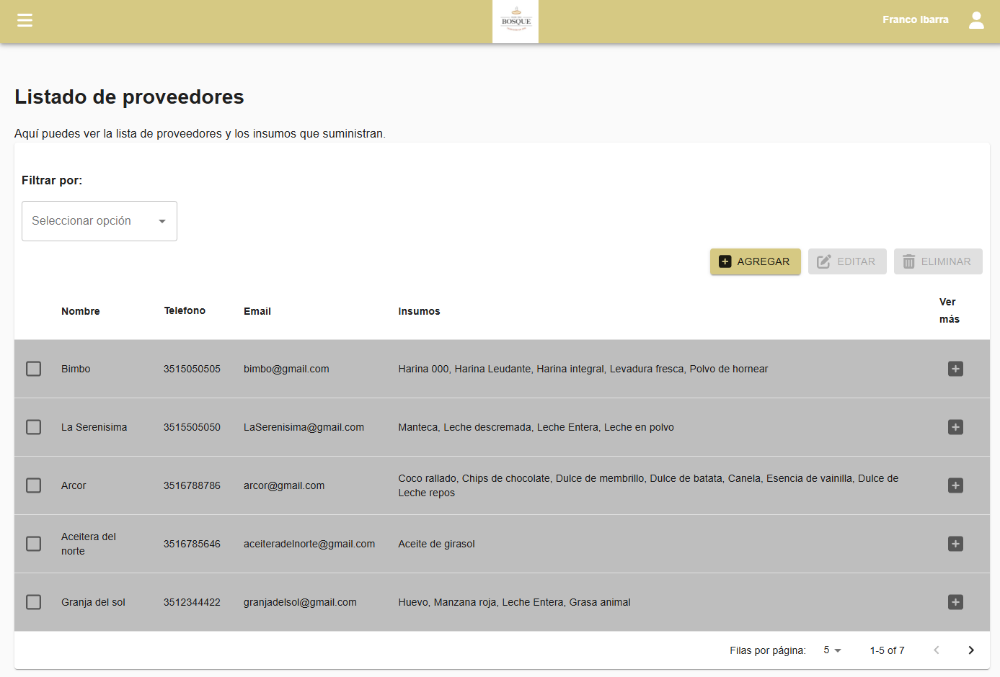 BOSQUE
Franco Ibarra
Listado de proveedores
Aquí puedes ver la lista de proveedores y los insumos que suministran.
Filtrar por:
Seleccionar opción
AGREGAR EDITAR ELIMINAR
Nombre Telefono Email Insumos Ver más
Bimbo 3515050505 bimbo@gmail.com Harina 000, Harina Leudante, Harina integral, Levadura fresca, Polvo de hornear
La Serenisima 3515505050 LaSerenisima@gmail.com Manteca, Leche descremada, Leche Entera, Leche en polvo
Arcor 3516788786 arcor@gmail.com Coco rallado, Chips de chocolate, Dulce de membrillo, Dulce de batata, Canela, Esencia de vainilla, Dulce de
Leche repos
Aceitera del norte 3516785646 aceiteradelnorte@gmail.com Aceite de girasol
Granja del sol 3512344422 granjadelsol@gmail.com Huevo, Manzana roja, Leche Entera, Grasa animal
Filas por página: 5 1-5 of 7